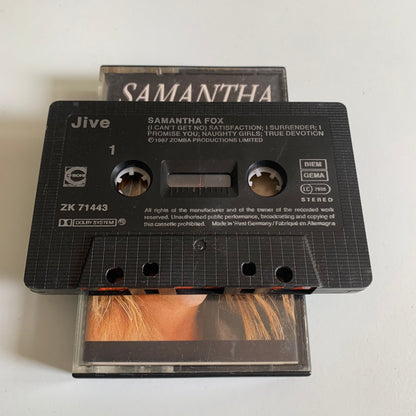 SAMANTHA
Jive
SAMANTHA FOX
(I CAN'T GET NO) SATISFACTION; I SURRENDER; I
PROMISE YOU; NAUGHTY GIRLS; TRUE DEVOTION
℗ 1987 ZOMBA PRODUCTIONS LIMITED
1
BIEM
GEMA
LC 7908
STEREO
ZK 71443
DOLBY SYSTEM
All rights of the manufacturer and of the owner of the recorded work
reserved. Unauthorised public performance, broadcasting and copying of
this cassette prohibited. Made in West Germany/Fabriqué en Allemagne